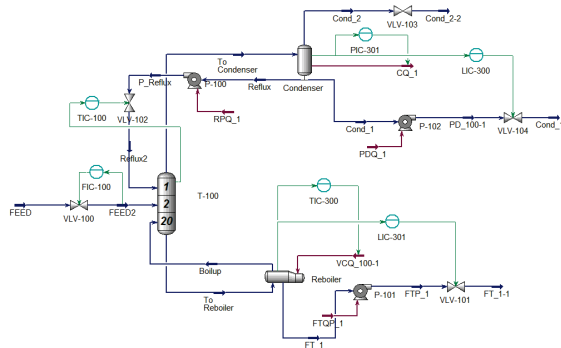 Cond_2
VLV-103
Cond_2-2
PIC-301
To
Condenser
LIC-300
P_Reflux
P-100
Reflux
Condenser
CQ_1
TIC-100
VLV-102
RPQ_1
Cond_1
P-102
PD_100-1
VLV-104
Cond_
Reflux2
PDQ_1
FIC-100
1
T-100
TIC-300
FEED
VLV-100
FEED2
2
20
LIC-301
Boilup
VCQ_100-1
Reboiler
To
Reboiler
P-101
FTP_1
VLV-101
FT_1-1
FTQP_1
FT_1